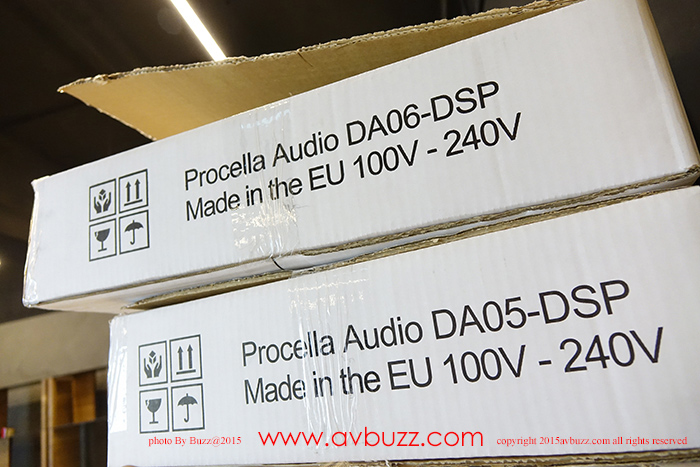 Procella Audio DA06-DSP
Made in the EU 100V - 240V
Procella Audio DA05-DSP
Made in the EU 100V - 240V
photo By Buzz@2015
www.avbuzz.com
copyright 2015avbuzz.com all rights reserved